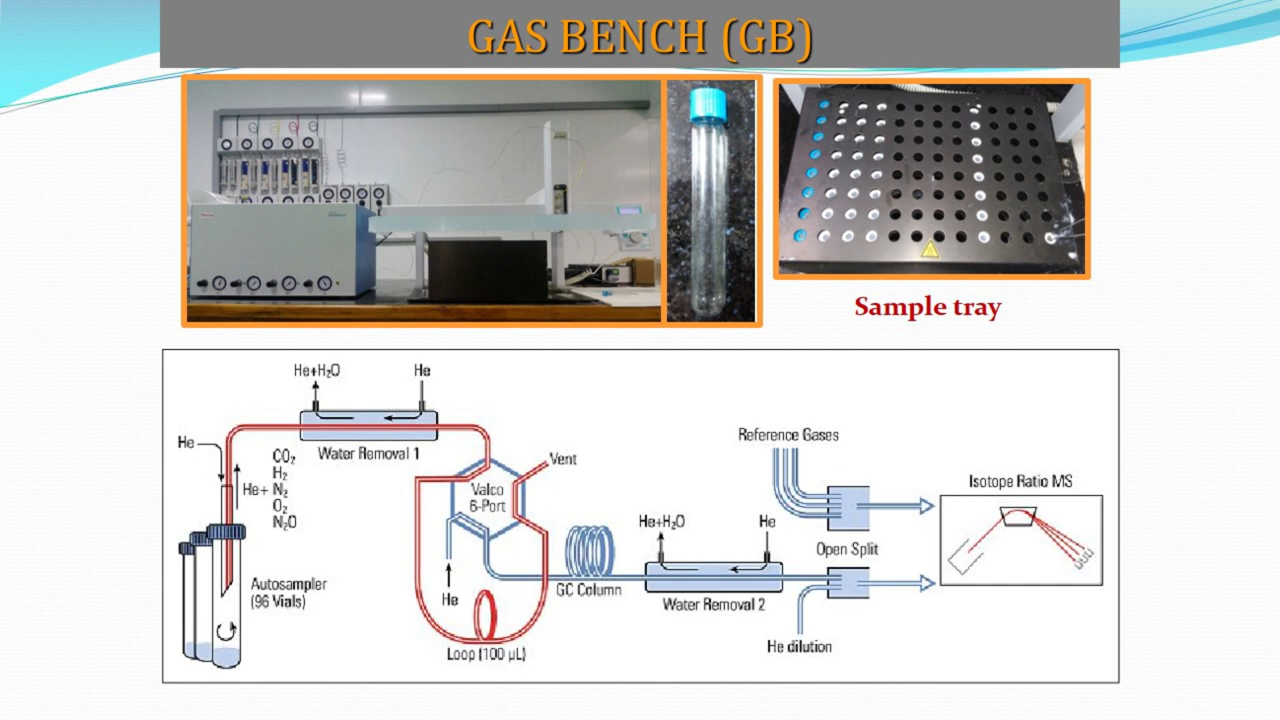 GAS BENCH (GB)
Sample tray
He+H₂O
He
He
Water Removal 1
CO₂
H₂
He+ N₂
O₂
N₂O
Autosampler
(96 Vials)
Valco
6-Port
Vent
He
Loop (100 µL)
GC Column
He+H₂O
He
Water Removal 2
Reference Gases
Open Split
He dilution
Isotope Ratio MS